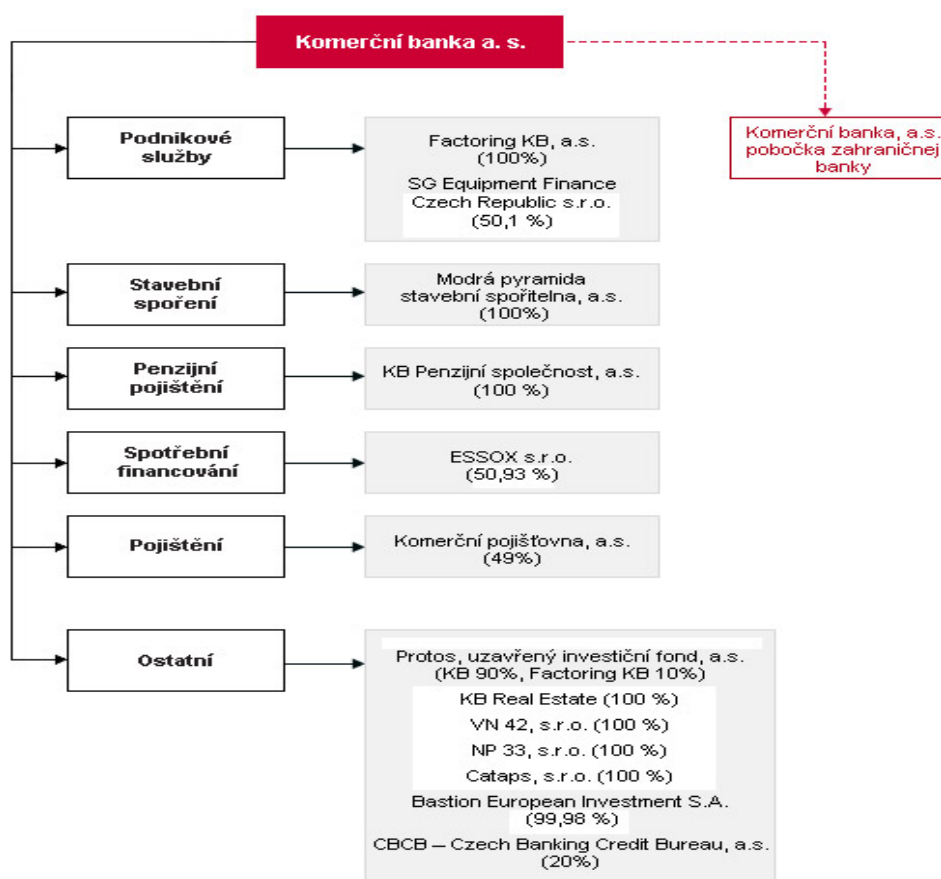 Komerční banka a. s.
Komerční banka, a.s.
pobočka zahraničnej
banky
Podnikové
služby
Factoring KB, a.s.
(100%)
SG Equipment Finance
Czech Republic s.r.o.
(50,1 %)
Stavební
spoření
Modrá pyramida
stavební spořitelna, a.s.
(100%)
Penzijní
pojištění
KB Penzijní společnost, a.s.
(100 %)
Spotřební
financování
ESSOX s.r.o.
(50,93 %)
Pojištění
Komerční pojišťovna, a.s.
(49%)
Ostatní
Protos, uzavřený investiční fond, a.s.
(KB 90%, Factoring KB 10%)
KB Real Estate (100 %)
VN 42, s.r.o. (100 %)
NP 33, s.r.o. (100 %)
Cataps, s.r.o. (100 %)
Bastion European Investment S.A.
(99,98 %)
CBCB – Czech Banking Credit Bureau, a.s.
(20%)